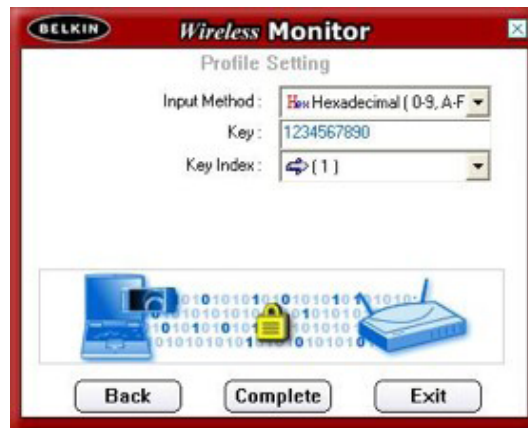 BELKIN Wireless Monitor
Profile Setting
Input Method : Hex Hexadecimal ( 0-9, A-F
Key : 1234567890
Key Index : ( 1 )
Back Complete Exit